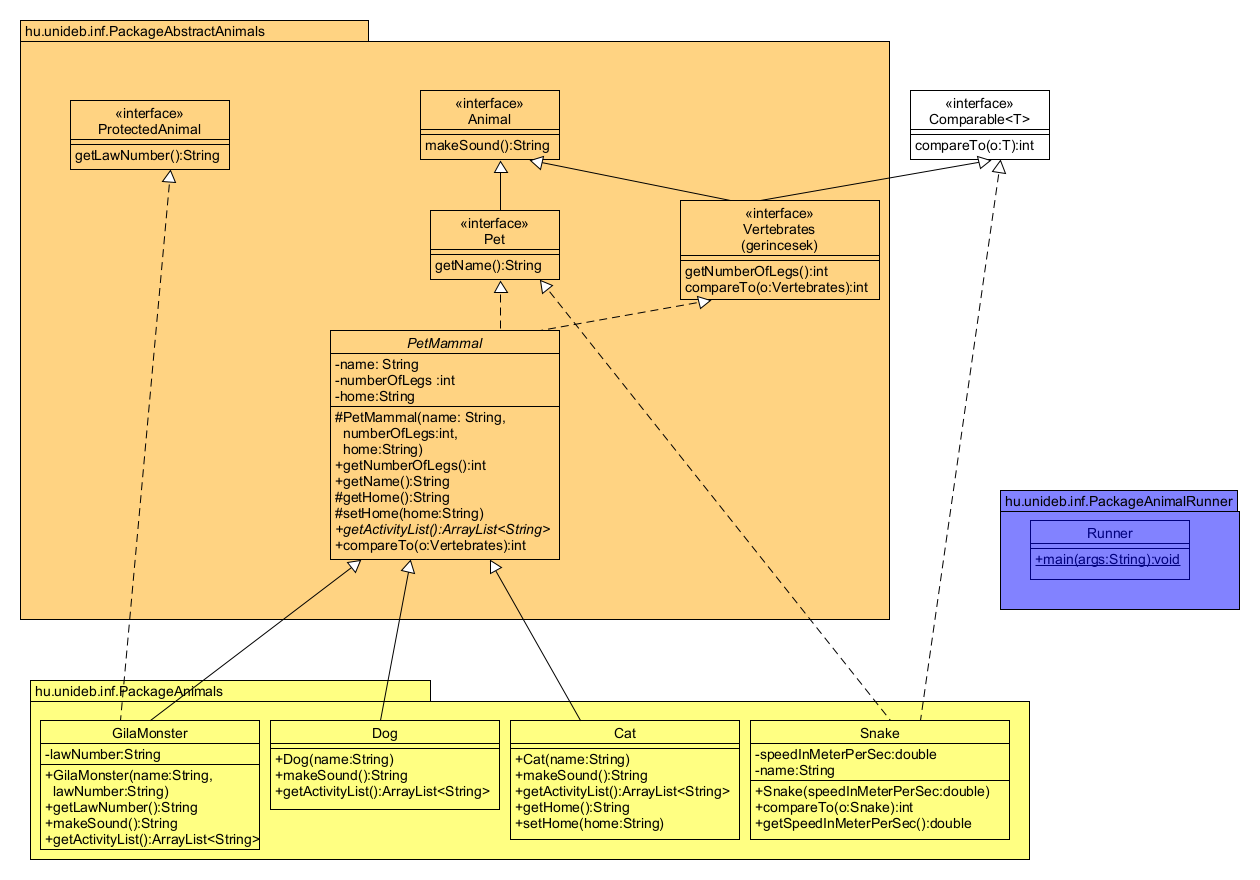 hu.unideb.inf.PackageAbstractAnimals
«interface»
ProtectedAnimal
getLawNumber():String
«interface»
Animal
makeSound():String
«interface»
Comparable<T>
compareTo(o:T):int
«interface»
Pet
getName():String
«interface»
Vertebrates
(gerincesek)
getNumberOfLegs():int
compareTo(o:Vertebrates):int
PetMammal
-name: String
-numberOfLegs :int
-home:String
#PetMammal(name: String,
numberOfLegs:int,
home:String)
+getNumberOfLegs():int
+getName():String
#getHome():String
#setHome(home:String)
+getActivityList():ArrayList<String>
+compareTo(o:Vertebrates):int
hu.unideb.inf.PackageAnimalRunner
Runner
+main(args:String):void
hu.unideb.inf.PackageAnimals
GilaMonster
-lawNumber:String
+GilaMonster(name:String,
lawNumber:String)
+getLawNumber():String
+makeSound():String
+getActivityList():ArrayList<String>
Dog
+Dog(name:String)
+makeSound():String
+getActivityList():ArrayList<String>
Cat
+Cat(name:String)
+makeSound():String
+getActivityList():ArrayList<String>
+getHome():String
+setHome(home:String)
Snake
-speedInMeterPerSec:double
-name:String
+Snake(speedInMeterPerSec:double)
+compareTo(o:Snake):int
+getSpeedInMeterPerSec():double